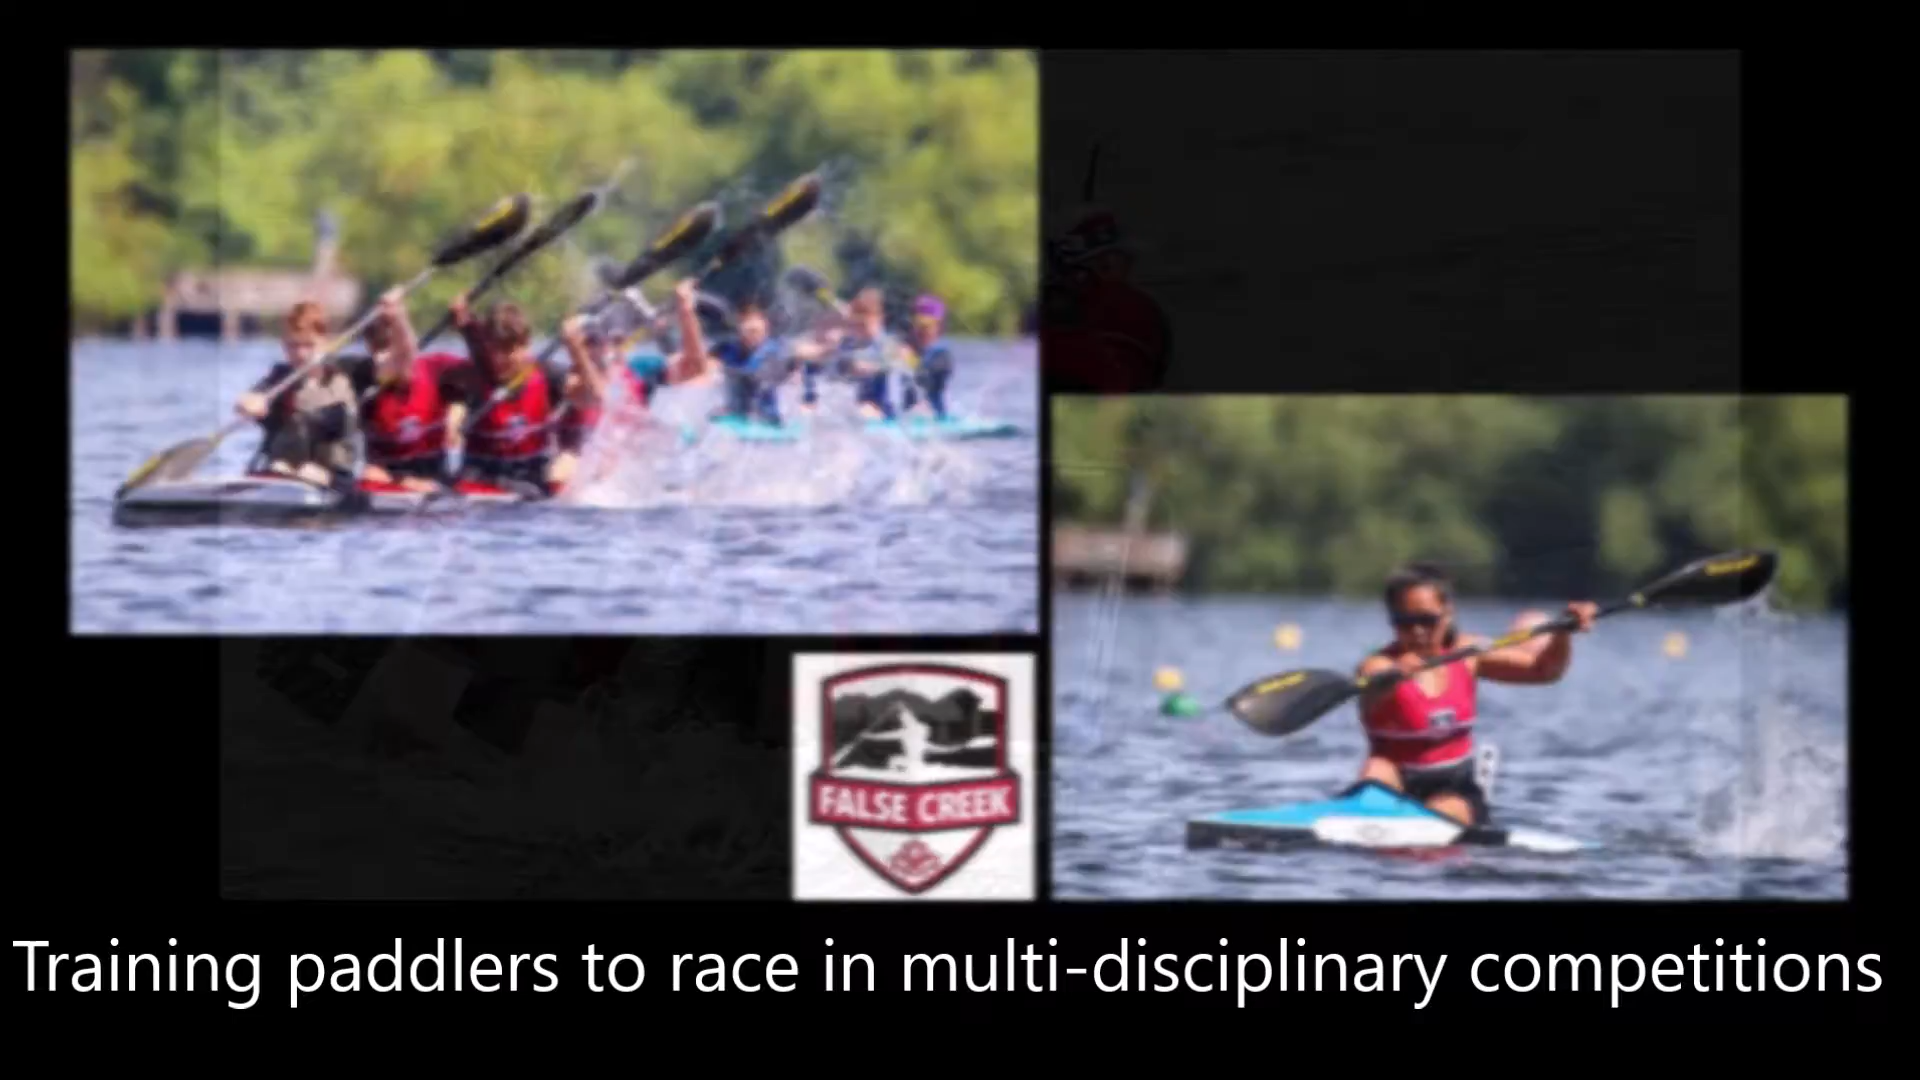 FALSE CREEK
Training paddlers to race in multi-disciplinary competitions